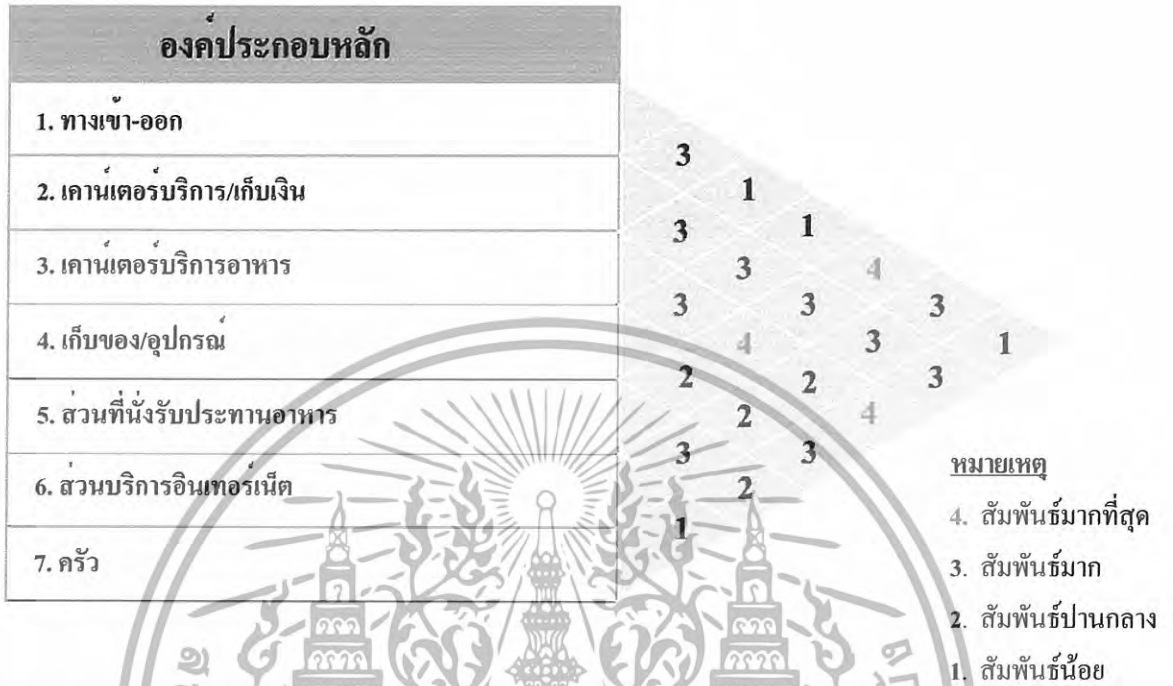 องค์ประกอบหลัก
1. ทางเข้า-ออก
2. เคาน์เตอร์บริการ/เก็บเงิน
3. เคาน์เตอร์บริการอาหาร
4. เก็บของ/อุปกรณ์
5. ส่วนที่นั่งรับประทานอาหาร
6. ส่วนบริการอินเทอร์เน็ต
7. ครัว
3
1
3 1
3 4
3 3 3
4 3 1
2 2 3
2 4
3 3
2
1
หมายเหตุ
4. สัมพันธ์มากที่สุด
3. สัมพันธ์มาก
2. สัมพันธ์ปานกลาง
1. สัมพันธ์น้อย